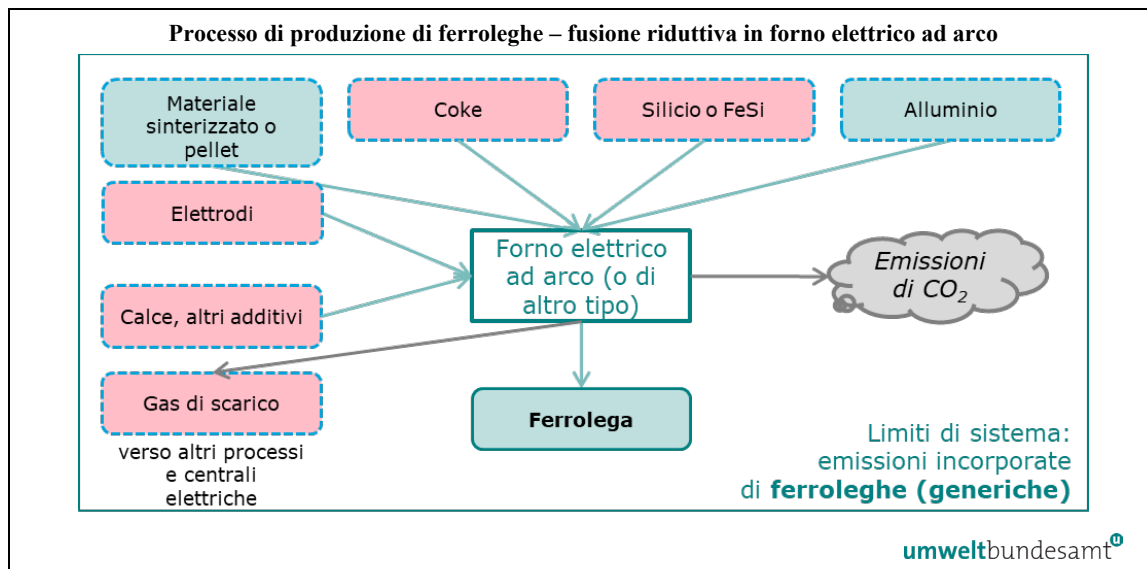 Processo di produzione di ferroleghe – fusione riduttiva in forno elettrico ad arco
Materiale
sinterizzato o
pellet
Coke
Silicio o FeSi
Alluminio
Elettrodi
Forno elettrico
ad arco (o di
altro tipo)
Emissioni
di CO2
Calce, altri additivi
Gas di scarico
verso altri processi
e centrali
elettriche
Ferrolega
Limiti di sistema:
emissioni incorporate
di ferroleghe (generiche)
umweltbundesamt u